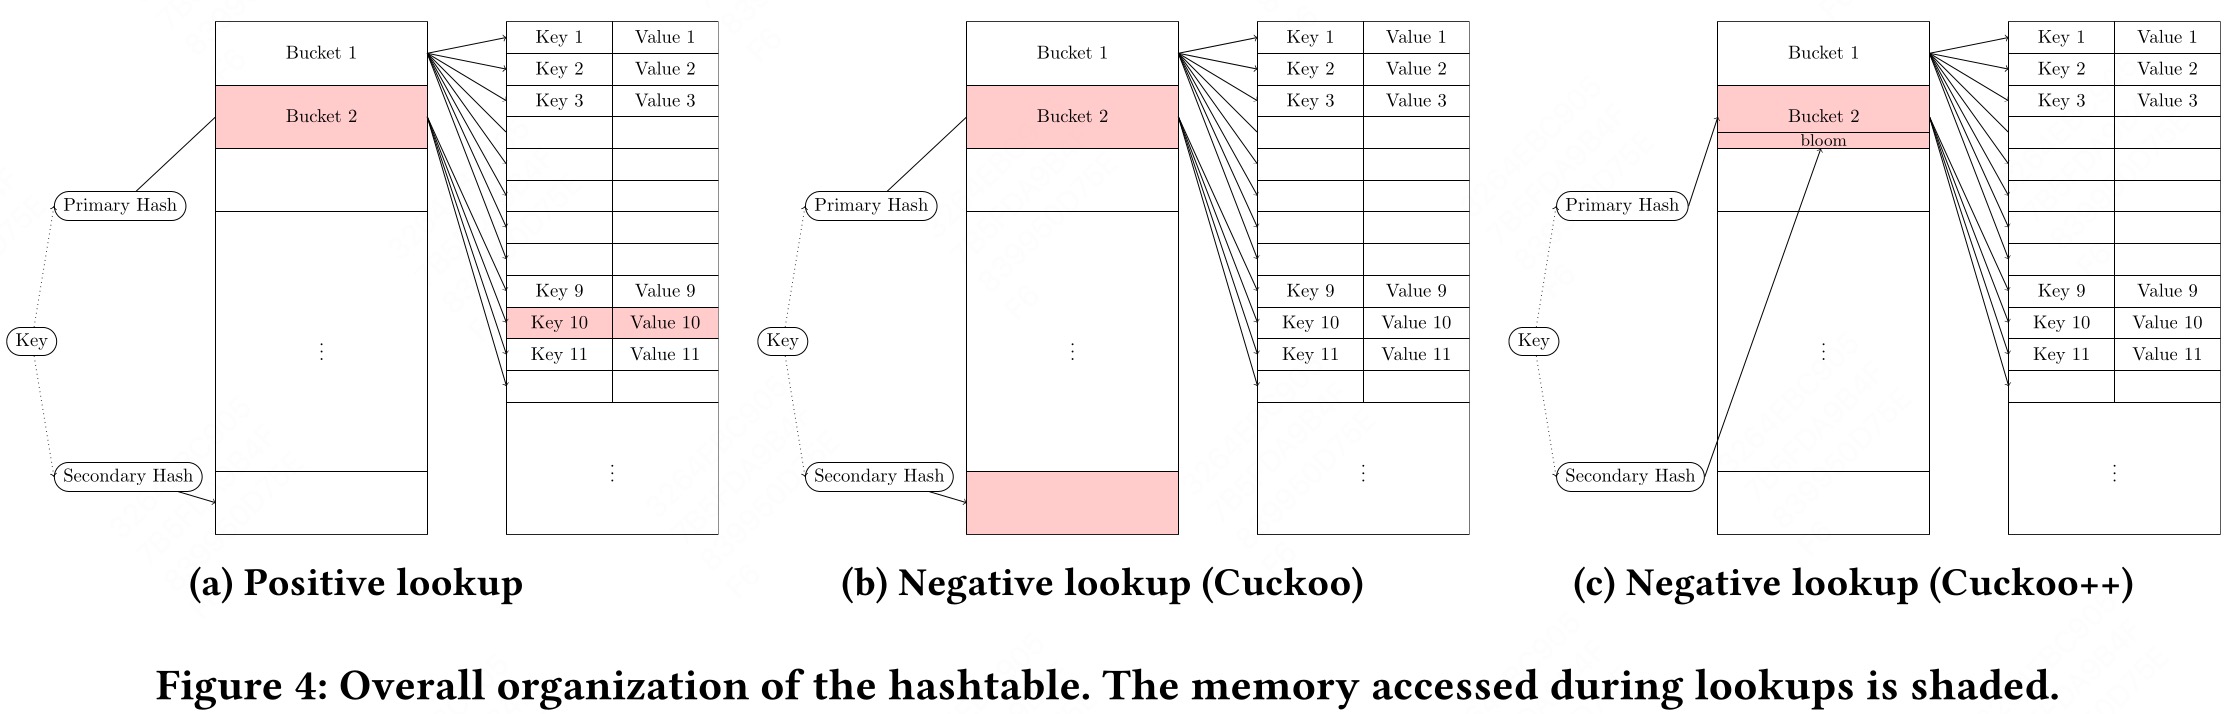 Bucket 1
Bucket 2
Primary Hash
Key
Secondary Hash
⋮
Key 1 Value 1
Key 2 Value 2
Key 3 Value 3
Key 9 Value 9
Key 10 Value 10
Key 11 Value 11
⋮
(a) Positive lookup
Bucket 1
Bucket 2
Primary Hash
Key
Secondary Hash
⋮
Key 1 Value 1
Key 2 Value 2
Key 3 Value 3
Key 9 Value 9
Key 10 Value 10
Key 11 Value 11
⋮
(b) Negative lookup (Cuckoo)
Bucket 1
Bucket 2
bloom
Primary Hash
Key
Secondary Hash
⋮
Key 1 Value 1
Key 2 Value 2
Key 3 Value 3
Key 9 Value 9
Key 10 Value 10
Key 11 Value 11
⋮
(c) Negative lookup (Cuckoo++)
Figure 4: Overall organization of the hashtable. The memory accessed during lookups is shaded.